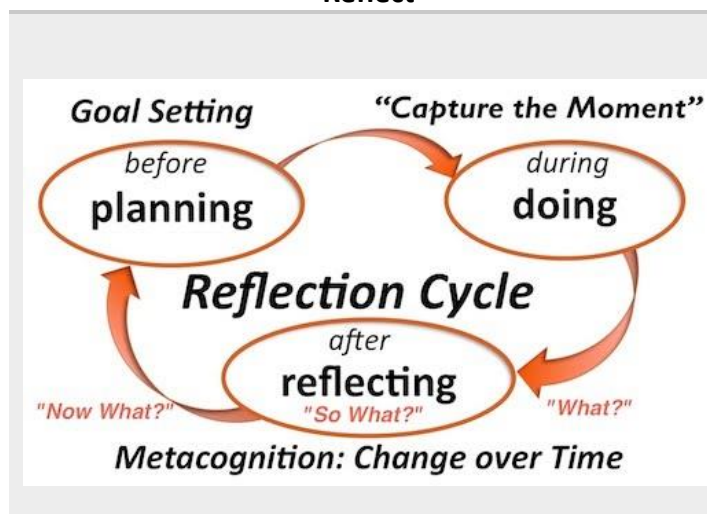 Reflect
Goal Setting
“Capture the Moment”
before
planning
during
doing
Reflection Cycle
after
reflecting
"Now What?"
"So What?"
"What?"
Metacognition: Change over Time